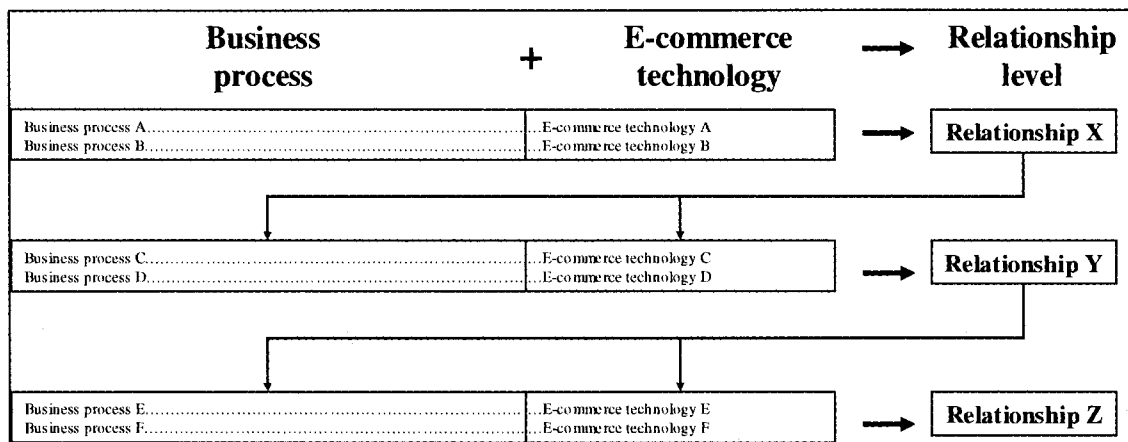 Business process + E-commerce technology Relationship level
Business process A..........E-commerce technology A
Business process B..........E-commerce technology B
Relationship X
Business process C..........E-commerce technology C
Business process D..........E-commerce technology D
Relationship Y
Business process E..........E-commerce technology E
Business process F..........E-commerce technology F
Relationship Z